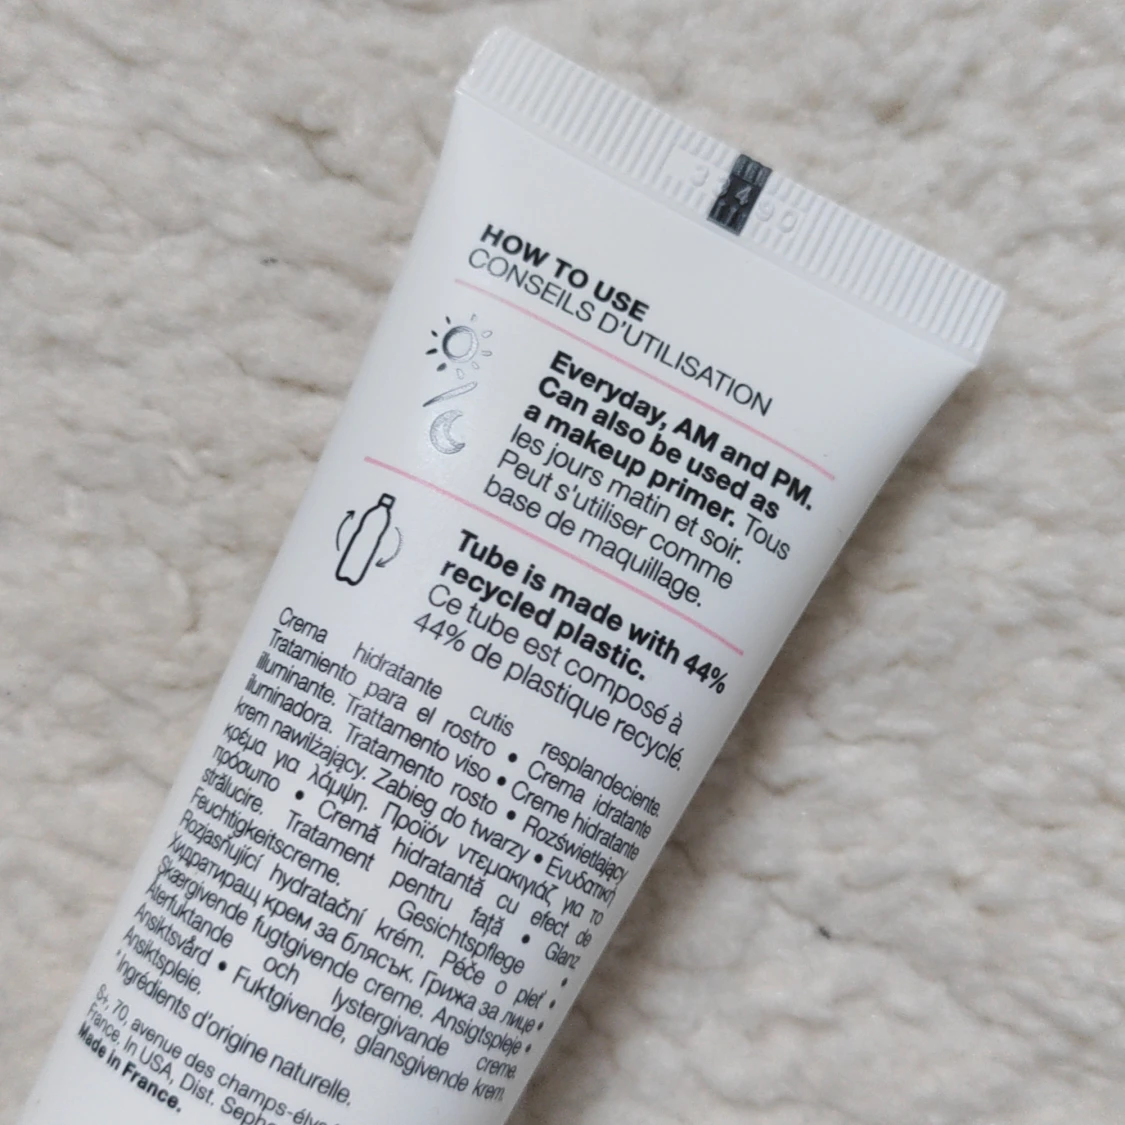 HOW TO USE
CONSEILS D'UTILISATION
Everyday, AM and PM.
Can also be used as
a makeup primer. Tous
les jours matin et soir.
Peut s'utiliser comme
base de maquillage.
Tube is made with 44%
recycled plastic.
Ce tube est composé à
44% de plastique recyclé.
Crema hidratante cutis resplandeciente.
Tratamiento para el rostro • Crema idratante
illuminante. Trattamento viso • Creme hidratante
iluminadora. Tratamento rosto • Rozświetlający
krem nawilżający. Zabieg do twarzy • Ενυδατική
κρέμα για λάμψη. Προϊόν ντεμακιγιάζ για το
πρόσωπο • Cremă hidratantă cu efect de
strălucire. Tratament pentru față • Glanz
Feuchtigkeitscreme. Gesichtspflege •
Rozjasňující hydratační krém. Péče o pleť •
Хидратиращ крем за блясък. Грижа за лице •
Skærgivende fugtgivende creme. Ansigtspleje •
Återfuktande och lystergivande creme.
Ansiktsvård • Fuktgivende, glansgivende krem.
Ansiktspleie.
*Ingrédients d'origine naturelle.
70, avenue des champs-ély
France. In USA, Dist. Sepho
Made in France.